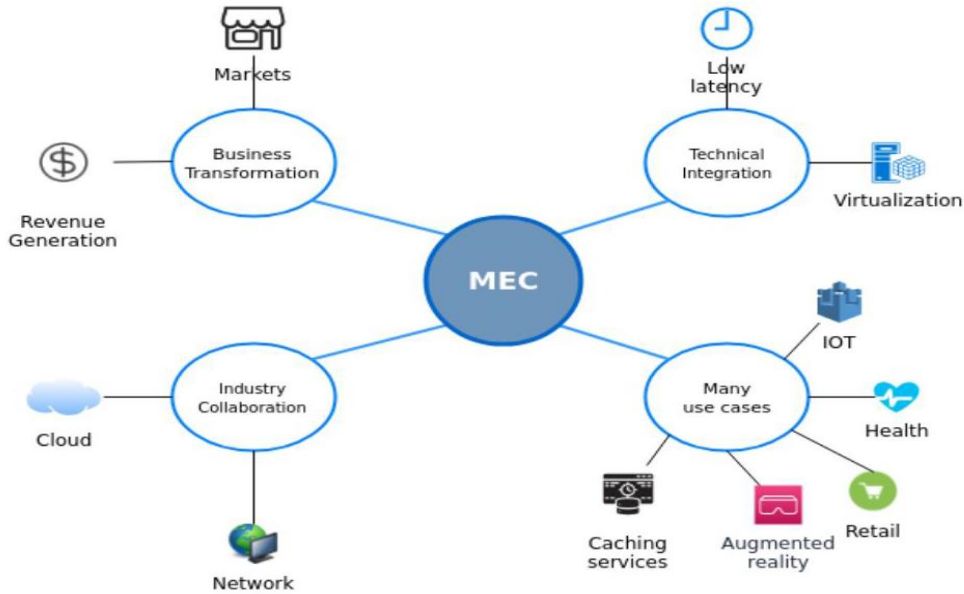 Markets
Business
Transformation
$
Revenue
Generation
Low
latency
Technical
Integration
Virtualization
MEC
Industry
Collaboration
Cloud
Network
Many
use cases
IOT
Health
Retail
Augmented
reality
Caching
services